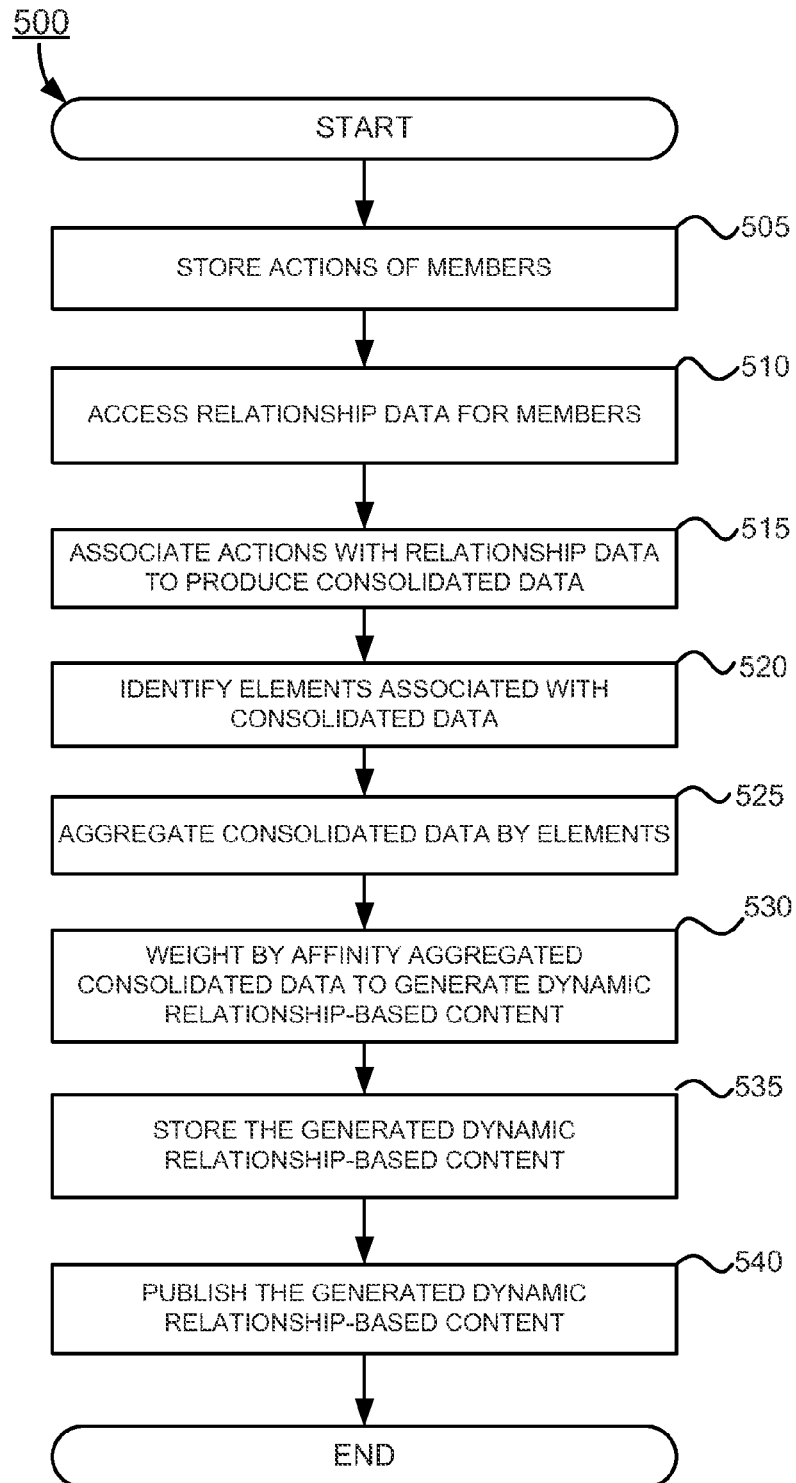 500
START
505
STORE ACTIONS OF MEMBERS
510
ACCESS RELATIONSHIP DATA FOR MEMBERS
515
ASSOCIATE ACTIONS WITH RELATIONSHIP DATA
TO PRODUCE CONSOLIDATED DATA
520
IDENTIFY ELEMENTS ASSOCIATED WITH
CONSOLIDATED DATA
525
AGGREGATE CONSOLIDATED DATA BY ELEMENTS
530
WEIGHT BY AFFINITY AGGREGATED
CONSOLIDATED DATA TO GENERATE DYNAMIC
RELATIONSHIP-BASED CONTENT
535
STORE THE GENERATED DYNAMIC
RELATIONSHIP-BASED CONTENT
540
PUBLISH THE GENERATED DYNAMIC
RELATIONSHIP-BASED CONTENT
END